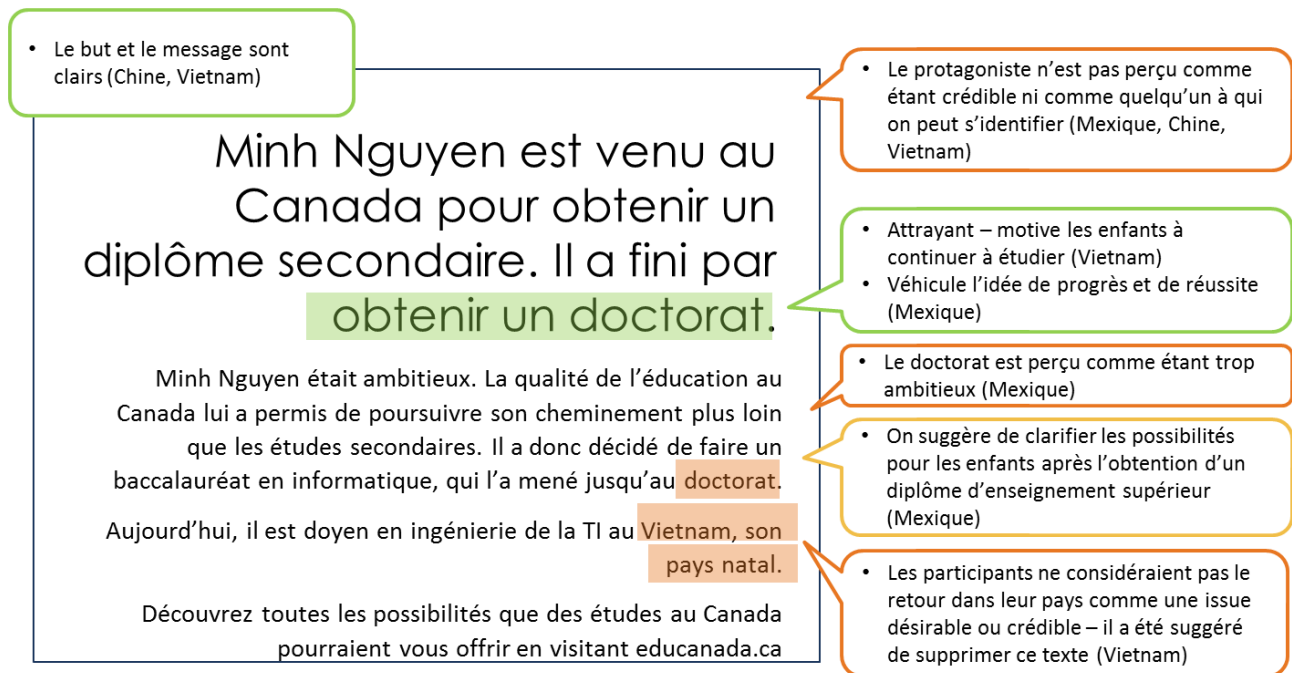 • Le but et le message sont
clairs (Chine, Vietnam)
Minh Nguyen est venu au
Canada pour obtenir un
diplôme secondaire. Il a fini par
obtenir un doctorat.
Minh Nguyen était ambitieux. La qualité de l’éducation au
Canada lui a permis de poursuivre son cheminement plus loin
que les études secondaires. Il a donc décidé de faire un
baccalauréat en informatique, qui l’a mené jusqu’au doctorat.
Aujourd’hui, il est doyen en ingénierie de la TI au Vietnam, son
pays natal.
Découvrez toutes les possibilités que des études au Canada
pourraient vous offrir en visitant educanada.ca
• Le protagoniste n’est pas perçu comme
étant crédible ni comme quelqu’un à qui
on peut s’identifier (Mexique, Chine,
Vietnam)
• Attrayant – motive les enfants à
continuer à étudier (Vietnam)
• Véhicule l’idée de progrès et de réussite
(Mexique)
• Le doctorat est perçu comme étant trop
ambitieux (Mexique)
• On suggère de clarifier les possibilités
pour les enfants après l’obtention d’un
diplôme d’enseignement supérieur
(Mexique)
• Les participants ne considéraient pas le
retour dans leur pays comme une issue
désirable ou crédible – il a été suggéré
de supprimer ce texte (Vietnam)